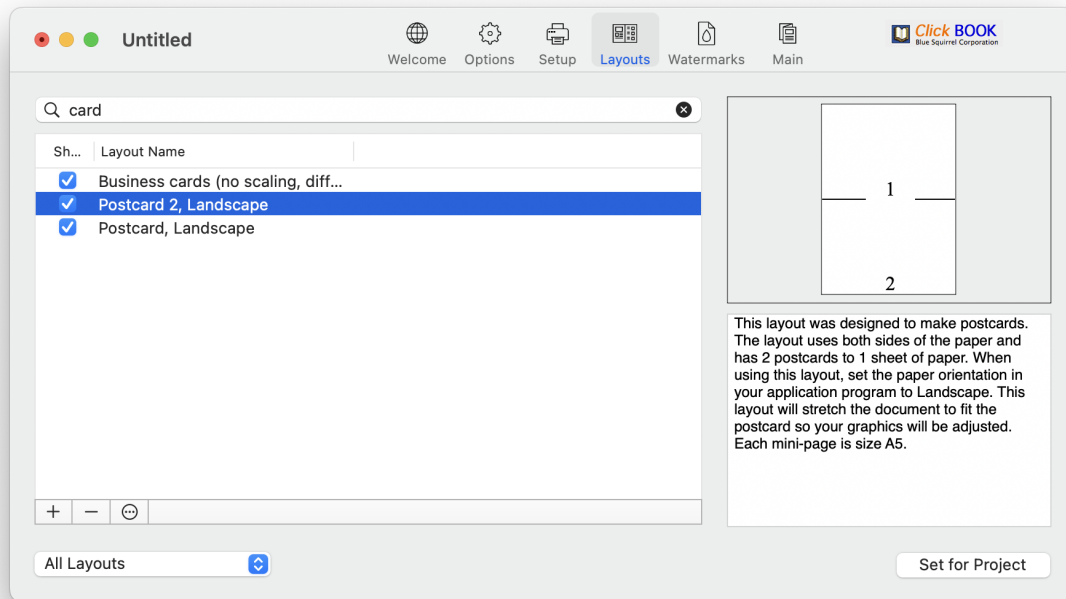 Untitled
Welcome Options Setup Layouts Watermarks Main
Click BOOK
Blue Squirrel Corporation
card
Sh... Layout Name
Business cards (no scaling, diff...
Postcard 2, Landscape
Postcard, Landscape
1
2
This layout was designed to make postcards.
The layout uses both sides of the paper and
has 2 postcards to 1 sheet of paper. When
using this layout, set the paper orientation in
your application program to Landscape. This
layout will stretch the document to fit the
postcard so your graphics will be adjusted.
Each mini-page is size A5.
All Layouts
Set for Project